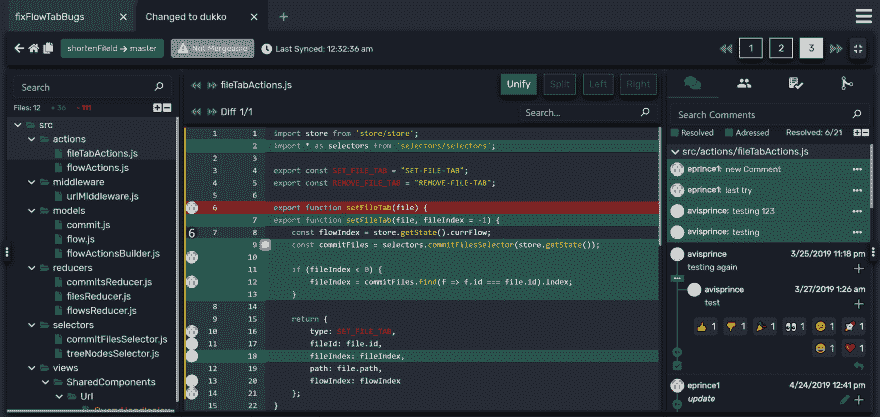 fixFlowTabBugs
Changed to dukko
shortenFileId → master
Not Mergeable
Last Synced: 12:32:36 am
1 2 3
Search
Files: 12 + 36 - 111
src
actions
fileTabActions.js
flowActions.js
middleware
urlMiddleware.js
models
commit.js
flow.js
flowActionsBuilder.js
reducers
commitsReducer.js
filesReducer.js
flowsReducer.js
selectors
commitFilesSelector.js
treeNodesSelector.js
views
SharedComponents
Url
fileTabActions.js
Unify Split Left Right
Diff 1/1
Search...
1 1 import store from 'store/store';
2 import * as selectors from 'selectors/selectors';
2 3
3 4 export const SET_FILE_TAB = "SET-FILE-TAB";
4 5 export const REMOVE_FILE_TAB = "REMOVE-FILE-TAB";
5 6
6 export function setFileTab(file) {
7 export function setFileTab(file, fileIndex = -1) {
6 7 8 const flowIndex = store.getState().currFlow;
9 const commitFiles = selectors.commitFilesSelector(store.getState());
10
11 if (fileIndex < 0) {
12 fileIndex = commitFiles.find(f => f.id === file.id).index;
13 }
8 14
9 15 return {
10 16 type: SET_FILE_TAB,
11 17 fileId: file.id,
18 fileIndex: fileIndex,
12 19 path: file.path,
13 20 flowIndex: flowIndex
14 21 };
15 22 }
Search Comments
Resolved Adressed Resolved: 6/21
src/actions/fileTabActions.js
eprince1: new Comment
eprince1: last try
avisprince: testing 123
avisprince: testing
avisprince 3/25/2019 11:18 pm
testing again
avisprince 3/27/2019 1:26 am
test
1 1 1 1 1 1
1 1
eprince1 4/24/2019 12:41 pm
update